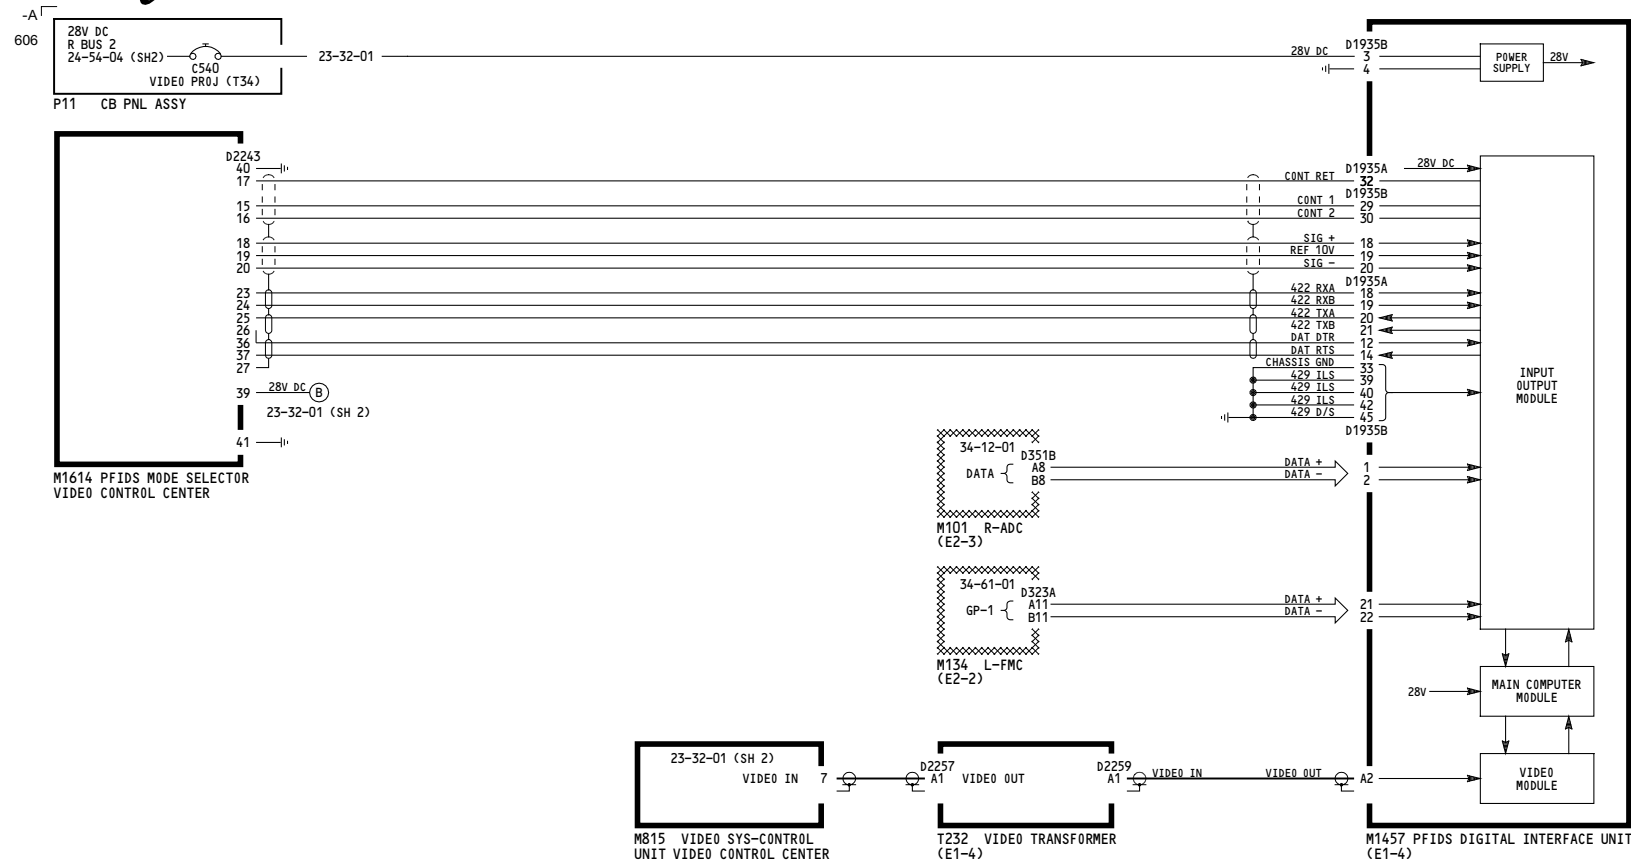 -A
606
28V DC
R BUS 2
24-54-04 (SH2)
C540
VIDEO PROJ (T34)
P11 CB PNL ASSY
23-32-01
28V DC
D1935B
3
4
POWER
SUPPLY
28V
D2243
40
17
15
16
18
19
20
23
24
25
26
36
37
27
39
28V DC
B
23-32-01 (SH 2)
41
M1614 PFIDS MODE SELECTOR
VIDEO CONTROL CENTER
D1935A
28V DC
CONT RET 32
D1935B
CONT 1 29
CONT 2 30
SIG + 18
REF 10V 19
SIG - 20
D1935A
422 RXA 18
422 RXB 19
422 TXA 20
422 TXB 21
DAT DTR 12
DAT RTS 14
CHASSIS GND 33
429 ILS 39
429 ILS 40
429 ILS 42
429 D/S 45
D1935B
INPUT
OUTPUT
MODULE
34-12-01
D351B
DATA
A8
B8
M101 R-ADC
(E2-3)
DATA + 1
DATA - 2
34-61-01
D323A
GP-1
A11
B11
M134 L-FMC
(E2-2)
DATA + 21
DATA - 22
28V
MAIN COMPUTER
MODULE
23-32-01 (SH 2)
VIDEO IN 7
M815 VIDEO SYS-CONTROL
UNIT VIDEO CONTROL CENTER
D2257
A1 VIDEO OUT
D2259
A1
T232 VIDEO TRANSFORMER
(E1-4)
VIDEO IN
VIDEO OUT
A2
VIDEO
MODULE
M1457 PFIDS DIGITAL INTERFACE UNIT
(E1-4)